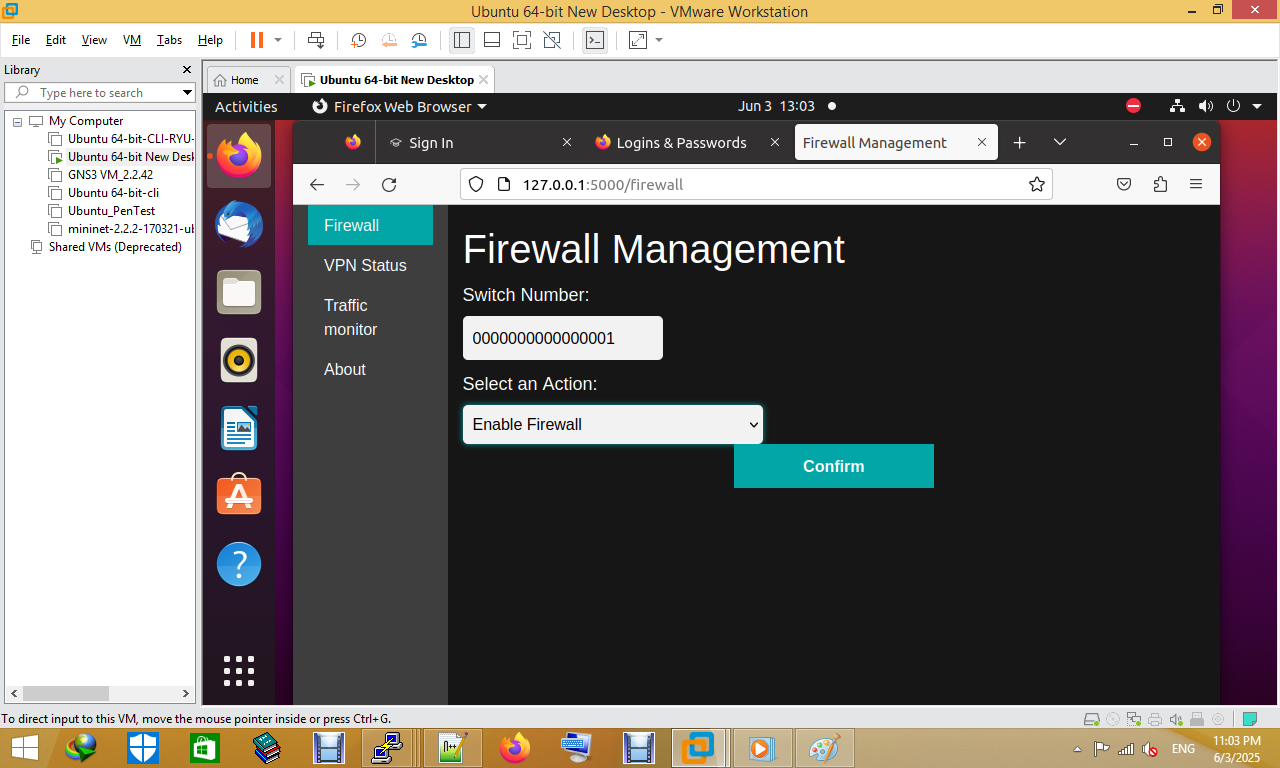 Ubuntu 64-bit New Desktop - VMware Workstation
File Edit View VM Tabs Help
Library
Type here to search
My Computer
Ubuntu 64-bit-CLI-RYU-
Ubuntu 64-bit New Desk
GNS3 VM_2.2.42
Ubuntu 64-bit-cli
Ubuntu_PenTest
mininet-2.2.2-170321-ub
Shared VMs (Deprecated)
Home
Ubuntu 64-bit New Desktop
Activities
Firefox Web Browser
Jun 3 13:03
Sign In
Logins & Passwords
Firewall Management
127.0.0.1:5000/firewall
Firewall
VPN Status
Traffic
monitor
About
Firewall Management
Switch Number:
0000000000000001
Select an Action:
Enable Firewall
Confirm
To direct input to this VM, move the mouse pointer inside or press Ctrl+G.
ENG
11:03 PM
6/3/2025